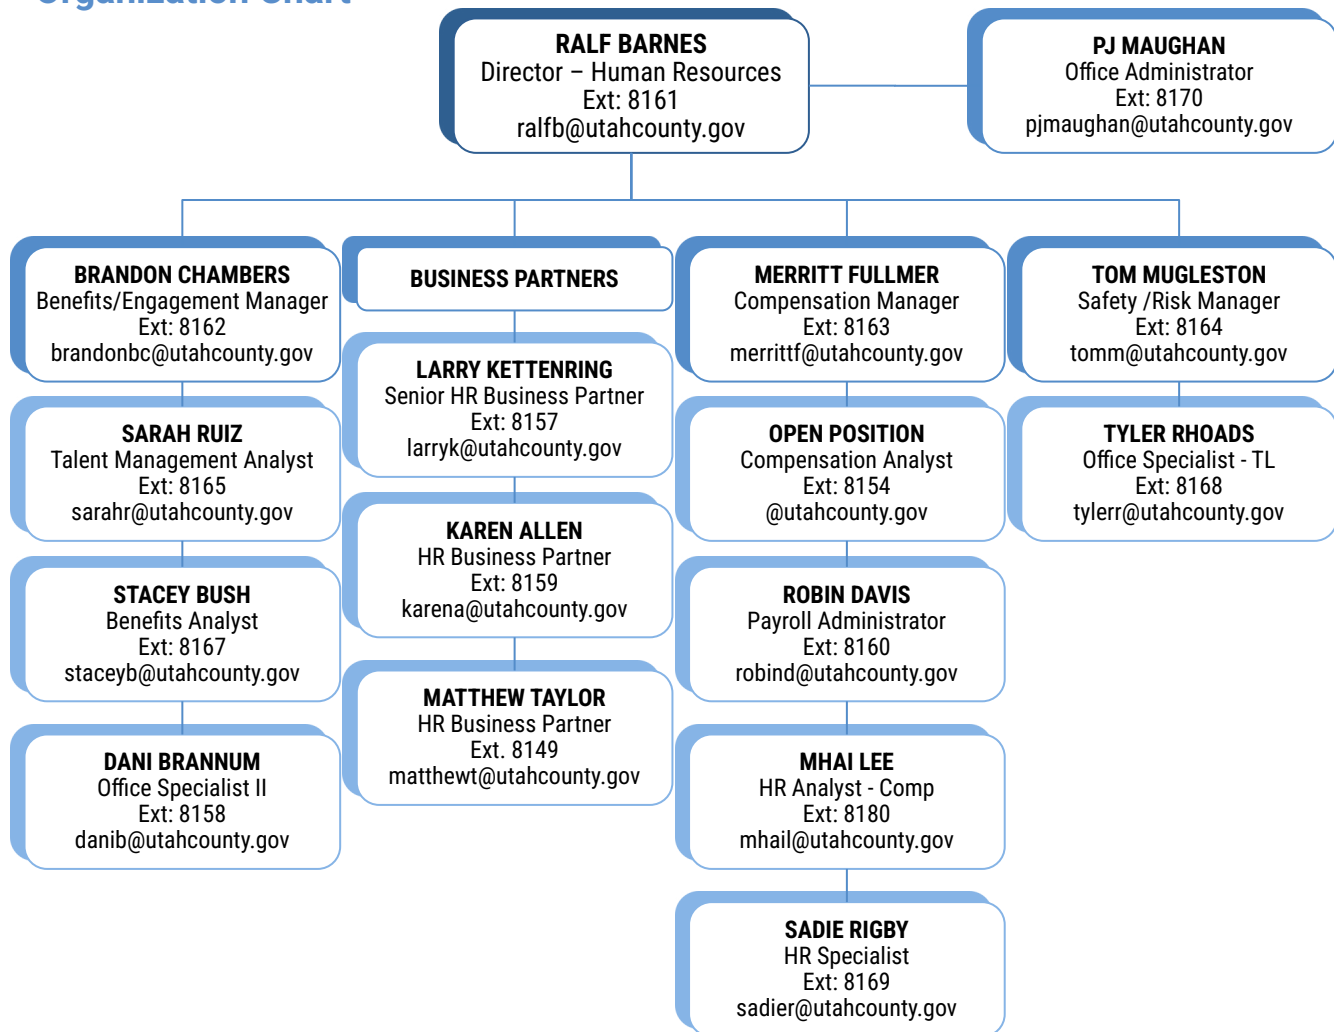 Organization Chart
RALF BARNES
Director – Human Resources
Ext: 8161
ralfb@utahcounty.gov
PJ MAUGHAN
Office Administrator
Ext: 8170
pjmaughan@utahcounty.gov
BRANDON CHAMBERS
Benefits/Engagement Manager
Ext: 8162
brandonbc@utahcounty.gov
SARAH RUIZ
Talent Management Analyst
Ext: 8165
sarahr@utahcounty.gov
STACEY BUSH
Benefits Analyst
Ext: 8167
staceyb@utahcounty.gov
DANI BRANNUM
Office Specialist II
Ext: 8158
danib@utahcounty.gov
BUSINESS PARTNERS
LARRY KETTENRING
Senior HR Business Partner
Ext: 8157
larryk@utahcounty.gov
KAREN ALLEN
HR Business Partner
Ext: 8159
karena@utahcounty.gov
MATTHEW TAYLOR
HR Business Partner
Ext. 8149
matthewt@utahcounty.gov
MERRITT FULLMER
Compensation Manager
Ext: 8163
merrittf@utahcounty.gov
OPEN POSITION
Compensation Analyst
Ext: 8154
@utahcounty.gov
ROBIN DAVIS
Payroll Administrator
Ext: 8160
robind@utahcounty.gov
MHAI LEE
HR Analyst - Comp
Ext: 8180
mhail@utahcounty.gov
SADIE RIGBY
HR Specialist
Ext: 8169
sadier@utahcounty.gov
TOM MUGLESTON
Safety /Risk Manager
Ext: 8164
tomm@utahcounty.gov
TYLER RHOADS
Office Specialist - TL
Ext: 8168
tylerr@utahcounty.gov